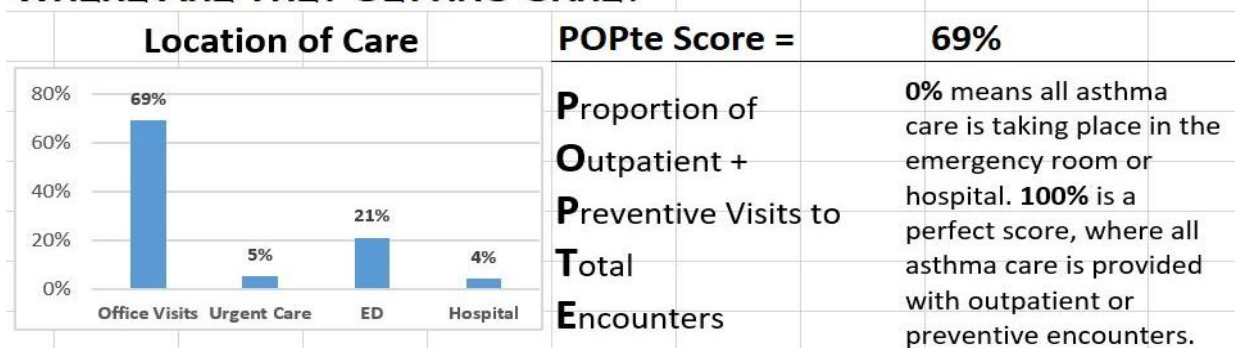 Location of Care
80%
69%
60%
40%
21%
20%
5%
4%
0%
Office Visits Urgent Care ED Hospital
POPte Score = 69%
Proportion of
Outpatient +
Preventive Visits to
Total
Encounters
0% means all asthma
care is taking place in the
emergency room or
hospital. 100% is a
perfect score, where all
asthma care is provided
with outpatient or
preventive encounters.